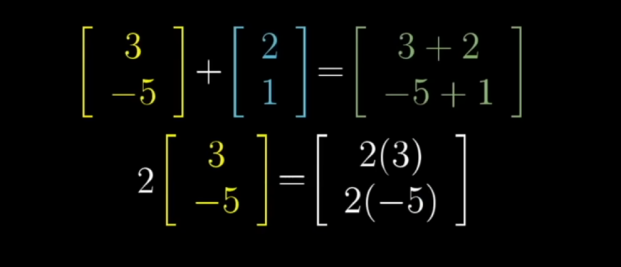 [ 3 −5 ] + [ 2 1 ] = [ 3 + 2 −5 + 1 ]
2 [ 3 −5 ] = [ 2(3) 2(−5) ]